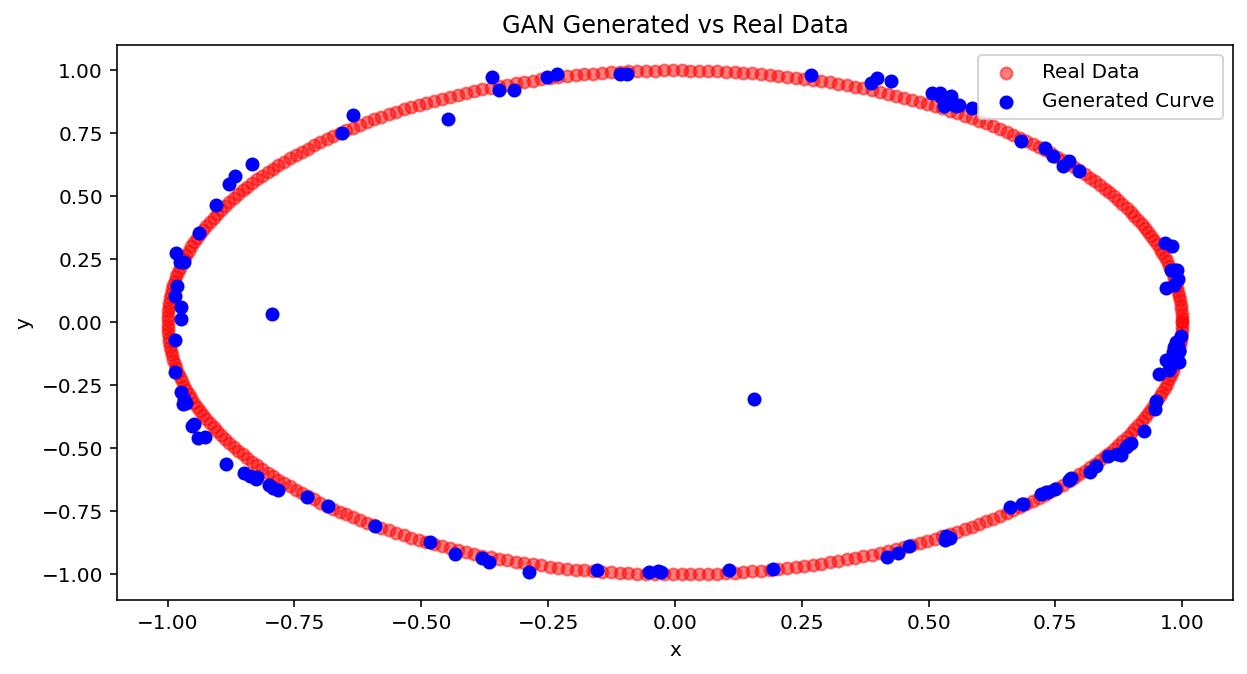 GAN Generated vs Real Data
Real Data
Generated Curve
1.00
0.75
0.50
0.25
0.00
−0.25
−0.50
−0.75
−1.00
y
−1.00 −0.75 −0.50 −0.25 0.00 0.25 0.50 0.75 1.00
x